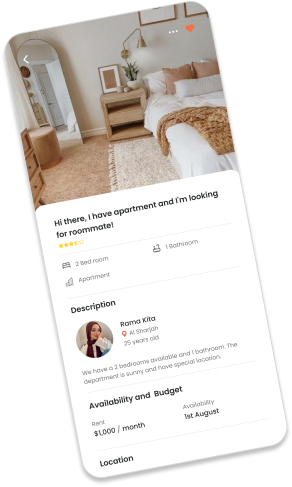 Hi there, I have apartment and I'm looking
for roommate!
2 Bed room
1 Bathroom
Apartment
Description
Rama Kita
Al Sharjah
25 years old
We have a 2 bedrooms available and 1 bathroom. The
department is sunny and have special location.
Availability and Budget
Rent
$1,000 / month
Availability
1st August
Location